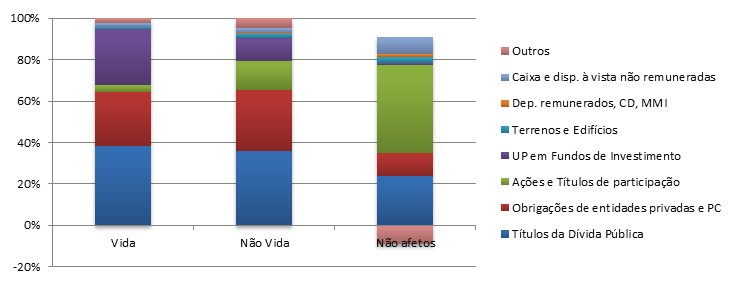 100%
80%
60%
40%
20%
0%
-20%
Vida
Não Vida
Não afetos
Outros
Caixa e disp. à vista não remuneradas
Dep. remunerados, CD, MMI
Terrenos e Edifícios
UP em Fundos de Investimento
Ações e Títulos de participação
Obrigações de entidades privadas e PC
Títulos da Dívida Pública